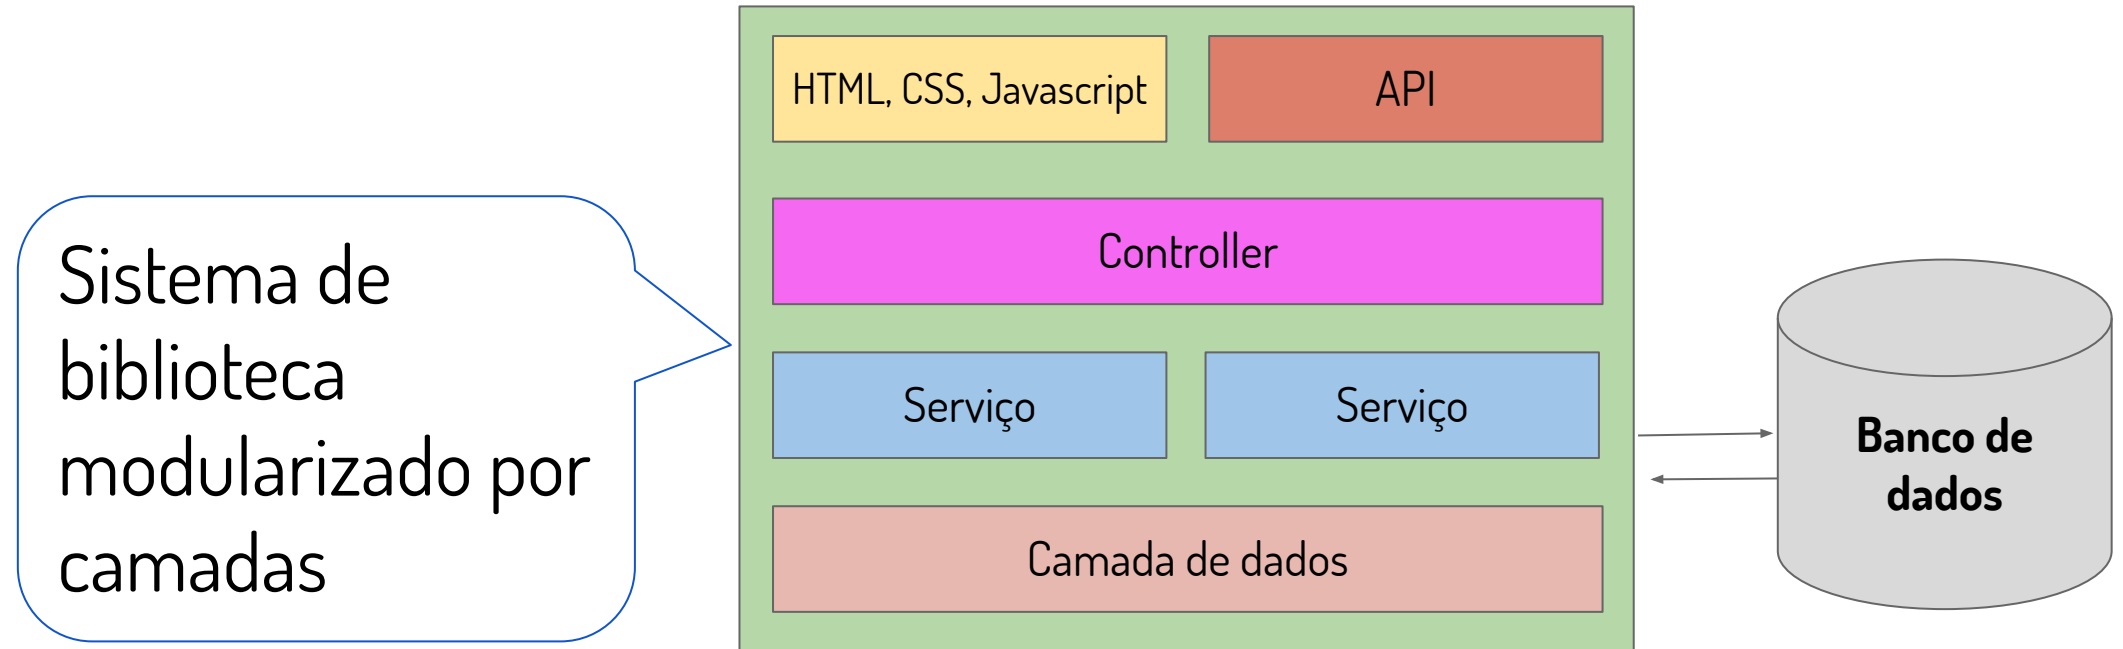 Sistema de
biblioteca
modularizado por
camadas
HTML, CSS, Javascript
API
Controller
Serviço
Serviço
Camada de dados
Banco de
dados